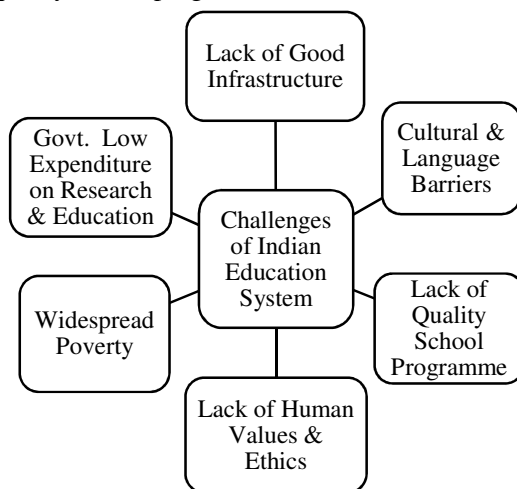 Lack of Good
Infrastructure
Govt. Low
Expenditure
on Research
& Education
Cultural &
Language
Barriers
Challenges
of Indian
Education
System
Widespread
Poverty
Lack of
Quality
School
Programme
Lack of Human
Values &
Ethics